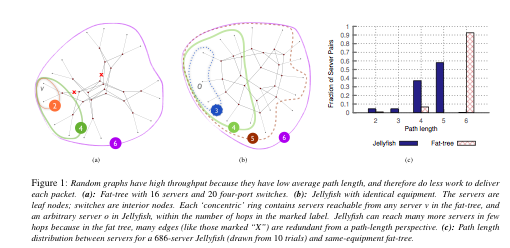 v
2
4
6
(a)
o
3
4
5
6
(b)
Fraction of Server Pairs
1
0.9
0.8
0.7
0.6
0.5
0.4
0.3
0.2
0.1
0
2 3 4 5 6
Path length
Jellyfish Fat-tree
(c)
Figure 1: Random graphs have high throughput because they have low average path length, and therefore do less work to deliver
each packet. (a): Fat-tree with 16 servers and 20 four-port switches. (b): Jellyfish with identical equipment. The servers are
leaf nodes; switches are interior nodes. Each ‘concentric’ ring contains servers reachable from any server v in the fat-tree, and
an arbitrary server o in Jellyfish, within the number of hops in the marked label. Jellyfish can reach many more servers in few
hops because in the fat tree, many edges (like those marked “X”) are redundant from a path-length perspective. (c): Path length
distribution between servers for a 686-server Jellyfish (drawn from 10 trials) and same-equipment fat-tree.